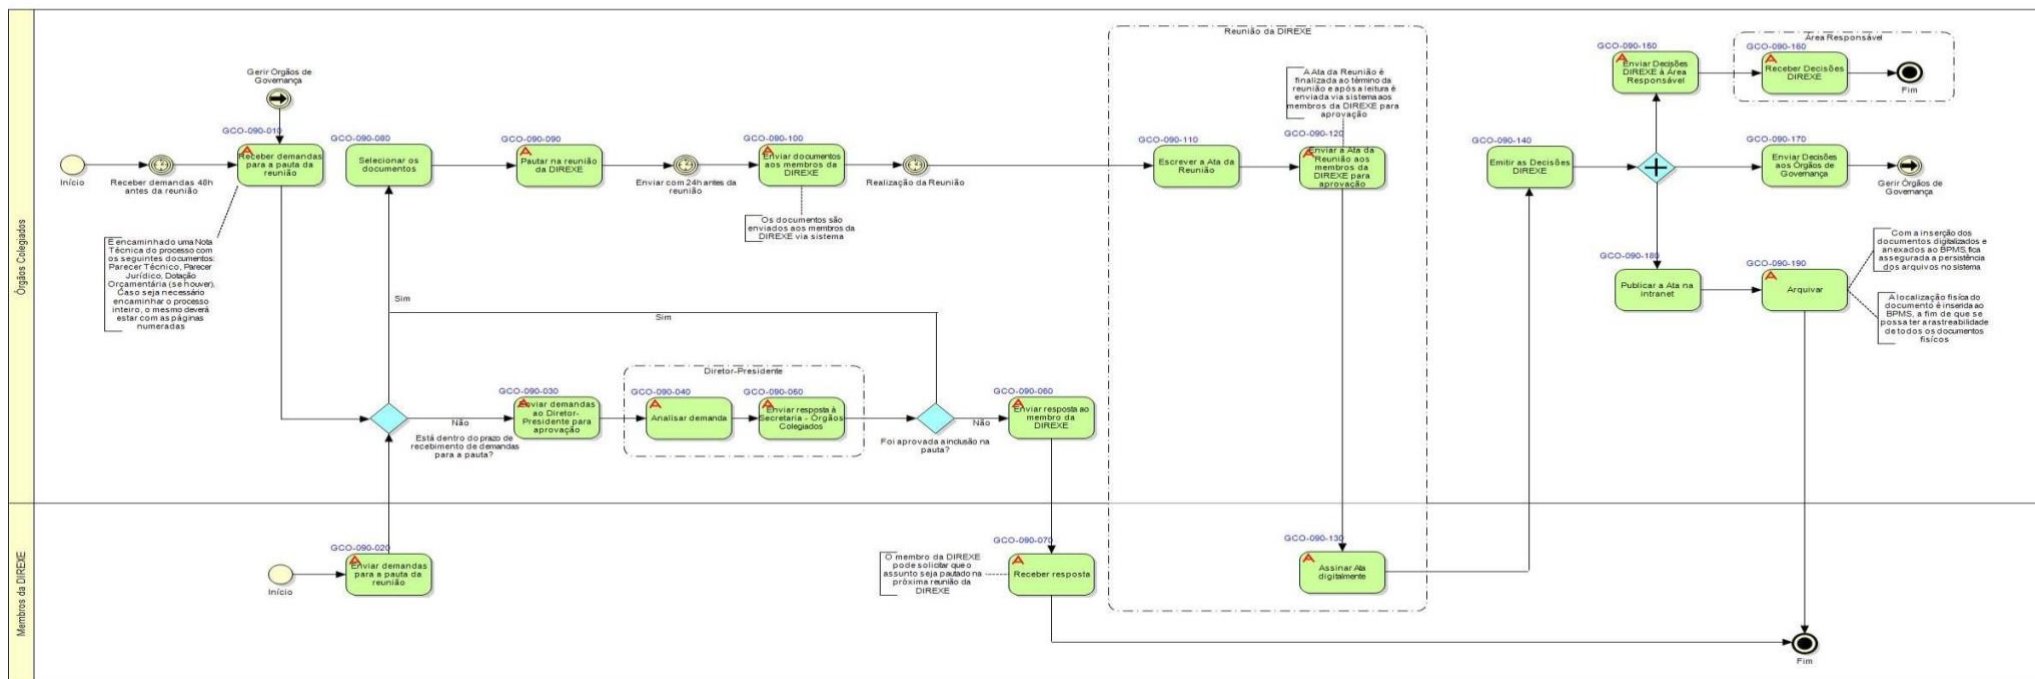 Órgãos Colegiados
Membros da DIREXE
Início
Receber demandas 48h
antes da reunião
Gerir Órgãos de
Governança
GCO-090-010
Receber demandas
para a pauta da
reunião
É encaminhado uma Nota
Técnica do processo com
os seguintes documentos:
Parecer Técnico, Parecer
Jurídico, Dotação
Orçamentária (se houver).
Caso seja necessário
encaminhar o processo
inteiro, o mesmo deverá
estar com as páginas
numeradas
GCO-090-080
Selecionar os
documentos
GCO-090-090
Pautar na reunião
da DIREXE
Enviar com 24h antes da
reunião
GCO-090-100
Enviar documentos
aos membros da
DIREXE
Os documentos são
enviados aos membros da
DIREXE via sistema
Realização da Reunião
Sim
Sim
Não
Está dentro do prazo de
recebimento de demandas
para a pauta?
GCO-090-030
Enviar demandas
ao Diretor-
Presidente para
aprovação
Diretor-Presidente
GCO-090-040
Analisar demanda
GCO-090-050
Enviar resposta à
Secretaria - Órgãos
Colegiados
Foi aprovada a inclusão na
pauta?
Não
GCO-090-060
Enviar resposta ao
membro da
DIREXE
Início
GCO-090-020
Enviar demandas
para a pauta da
reunião
O membro da DIREXE
pode solicitar que o
assunto seja pautado na
próxima reunião da
DIREXE
GCO-090-070
Receber resposta
Reunião da DIREXE
A Ata da Reunião é
finalizada ao término da
reunião e após a leitura é
enviada via sistema aos
membros da DIREXE para
aprovação
GCO-090-110
Escrever a Ata da
Reunião
GCO-090-120
Enviar a Ata da
Reunião aos
membros da
DIREXE para
aprovação
GCO-090-130
Assinar Ata
digitalmente
GCO-090-140
Emitir as Decisões
DIREXE
GCO-090-150
Enviar Decisões
DIREXE à Área
Responsável
Área Responsável
GCO-090-160
Receber Decisões
DIREXE
Fim
GCO-090-170
Enviar Decisões
aos Órgãos de
Governança
Gerir Órgãos de
Governança
GCO-090-180
Publicar a Ata na
intranet
GCO-090-190
Arquivar
Com a inserção dos
documentos digitalizados e
anexados ao BPMS, fica
assegurada a persistência
dos arquivos no sistema
A localização física do
documento é inserida ao
BPMS, a fim de que se
possa ter a rastreabilidade
de todos os documentos
físicos
Fim